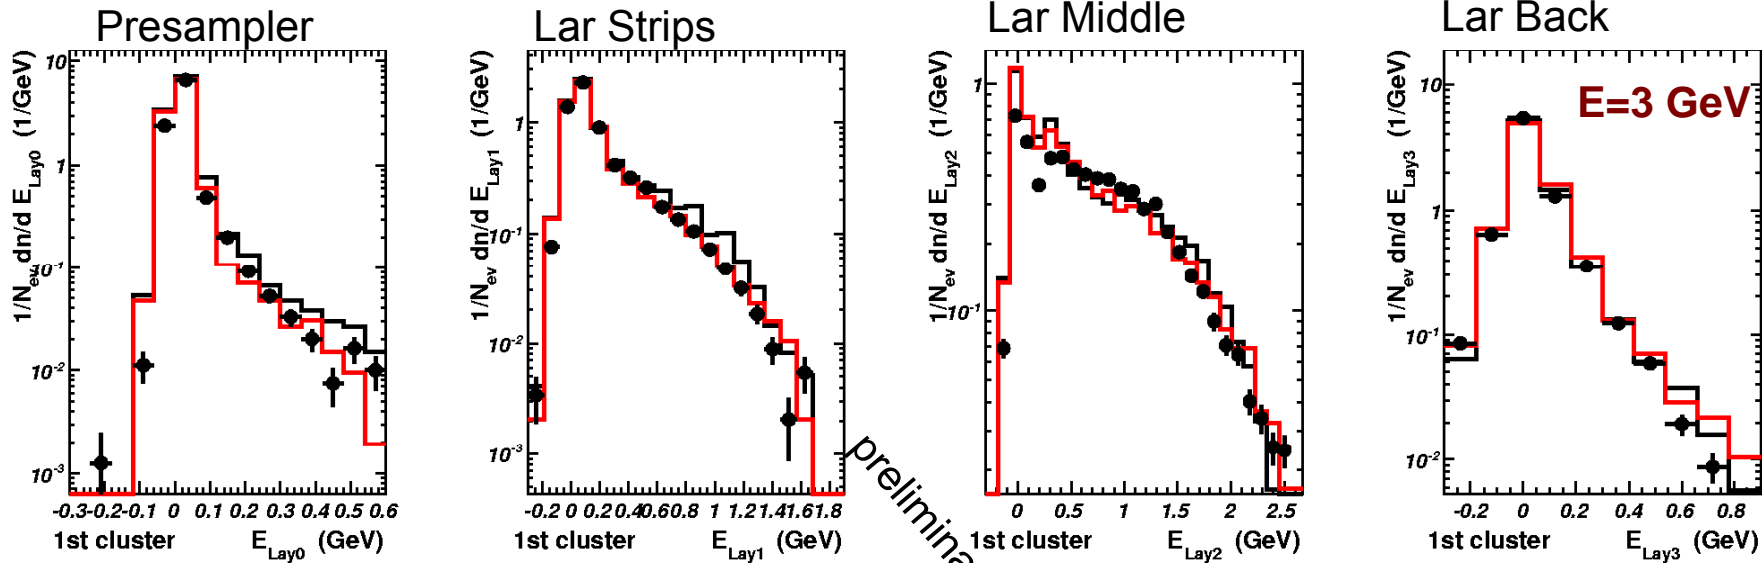 Presampler
Lar Strips
Lar Middle
Lar Back
1/N_ev dn/d E_Lay0 (1/GeV)
10
1
10^-1
10^-2
10^-3
-0.3 -0.2 -0.1 0 0.1 0.2 0.3 0.4 0.5 0.6
1st cluster E_Lay0 (GeV)
1/N_ev dn/d E_Lay1 (1/GeV)
1
10^-1
10^-2
10^-3
-0.2 0 0.2 0.4 0.6 0.8 1 1.2 1.4 1.6 1.8
1st cluster E_Lay1 (GeV)
prelimina
1/N_ev dn/d E_Lay2 (1/GeV)
1
10^-1
0 0.5 1 1.5 2 2.5
1st cluster E_Lay2 (GeV)
1/N_ev dn/d E_Lay3 (1/GeV)
E=3 GeV
10
1
10^-1
10^-2
-0.2 0 0.2 0.4 0.6 0.8
1st cluster E_Lay3 (GeV)